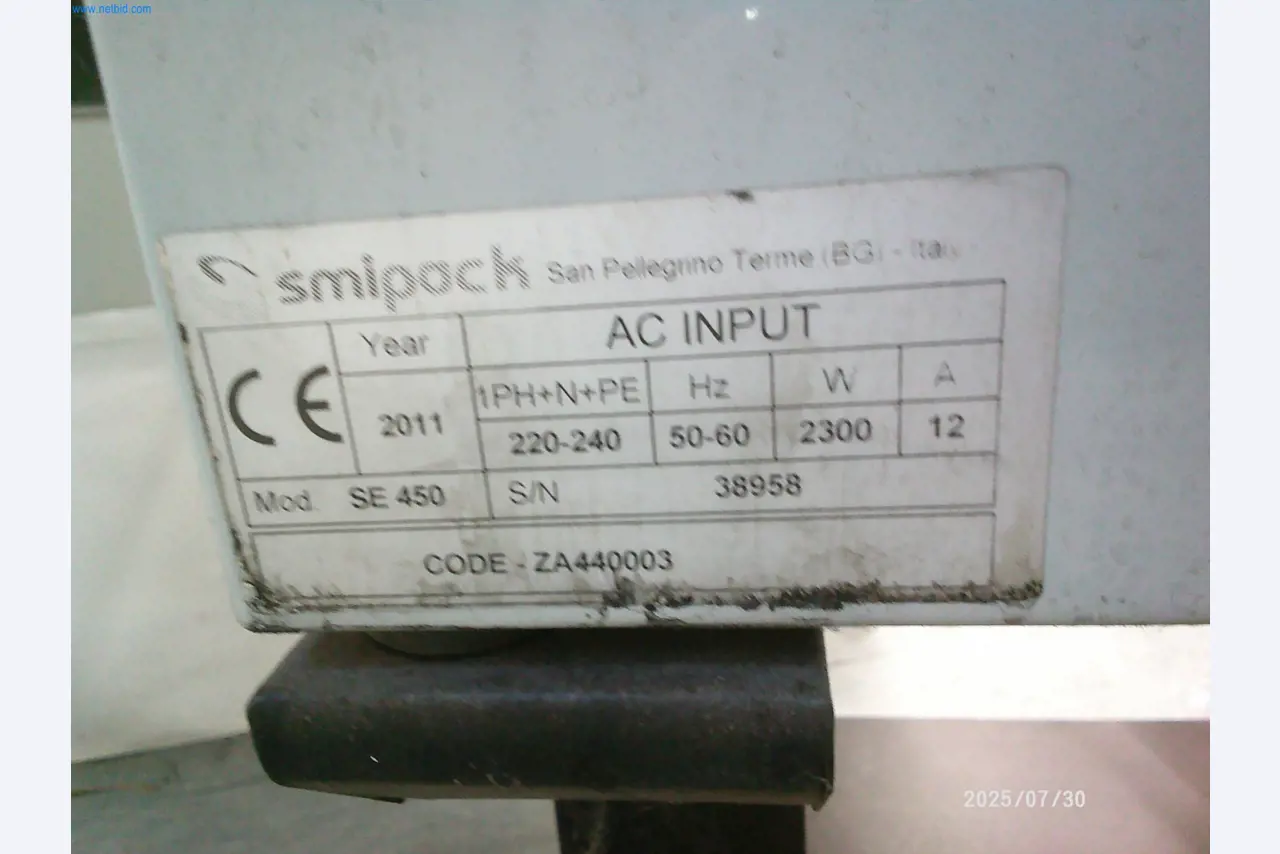 www.netbid.com
smipack San Pellegrino Terme (BG) - Italy
CE Year AC INPUT
2011 1PH+N+PE Hz W A
220-240 50-60 2300 12
Mod. SE 450 S/N 38958
CODE - ZA440003
2025/07/30